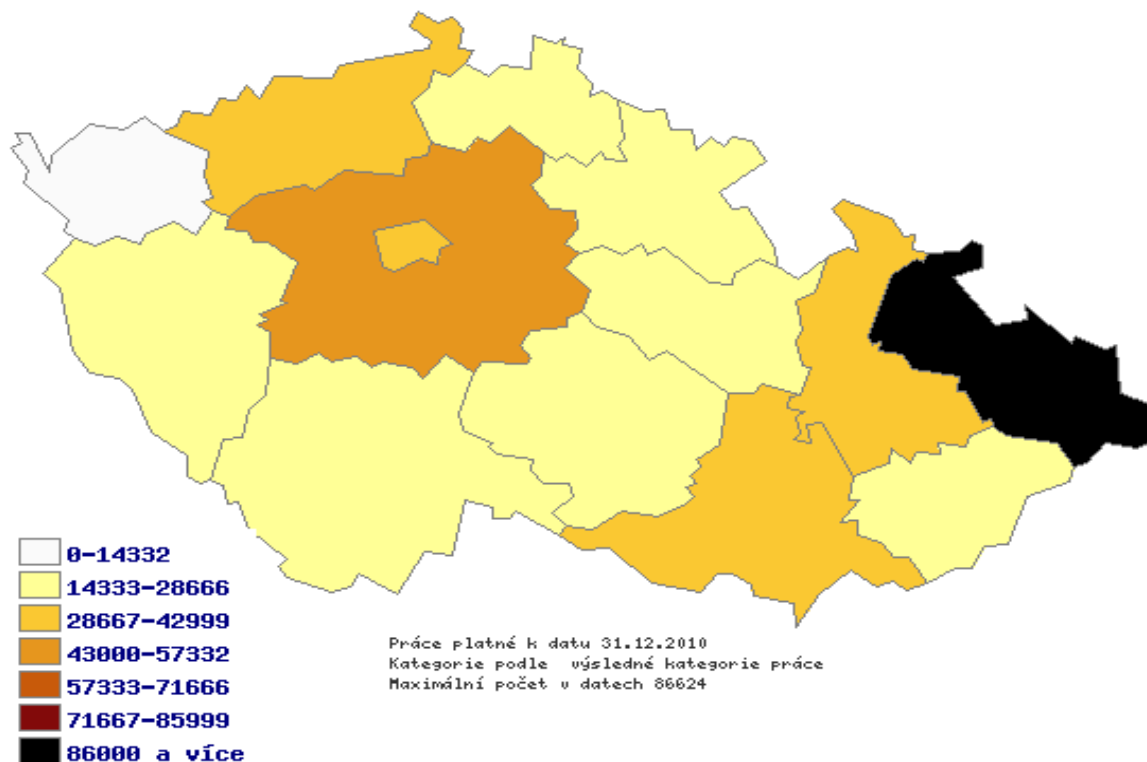 0-14332
14333-28666
28667-42999
43000-57332
57333-71666
71667-85999
86000 a více
Práce platné k datu 31.12.2010
Kategorie podle  výsledné kategorie práce
Maximální počet v datech 86624